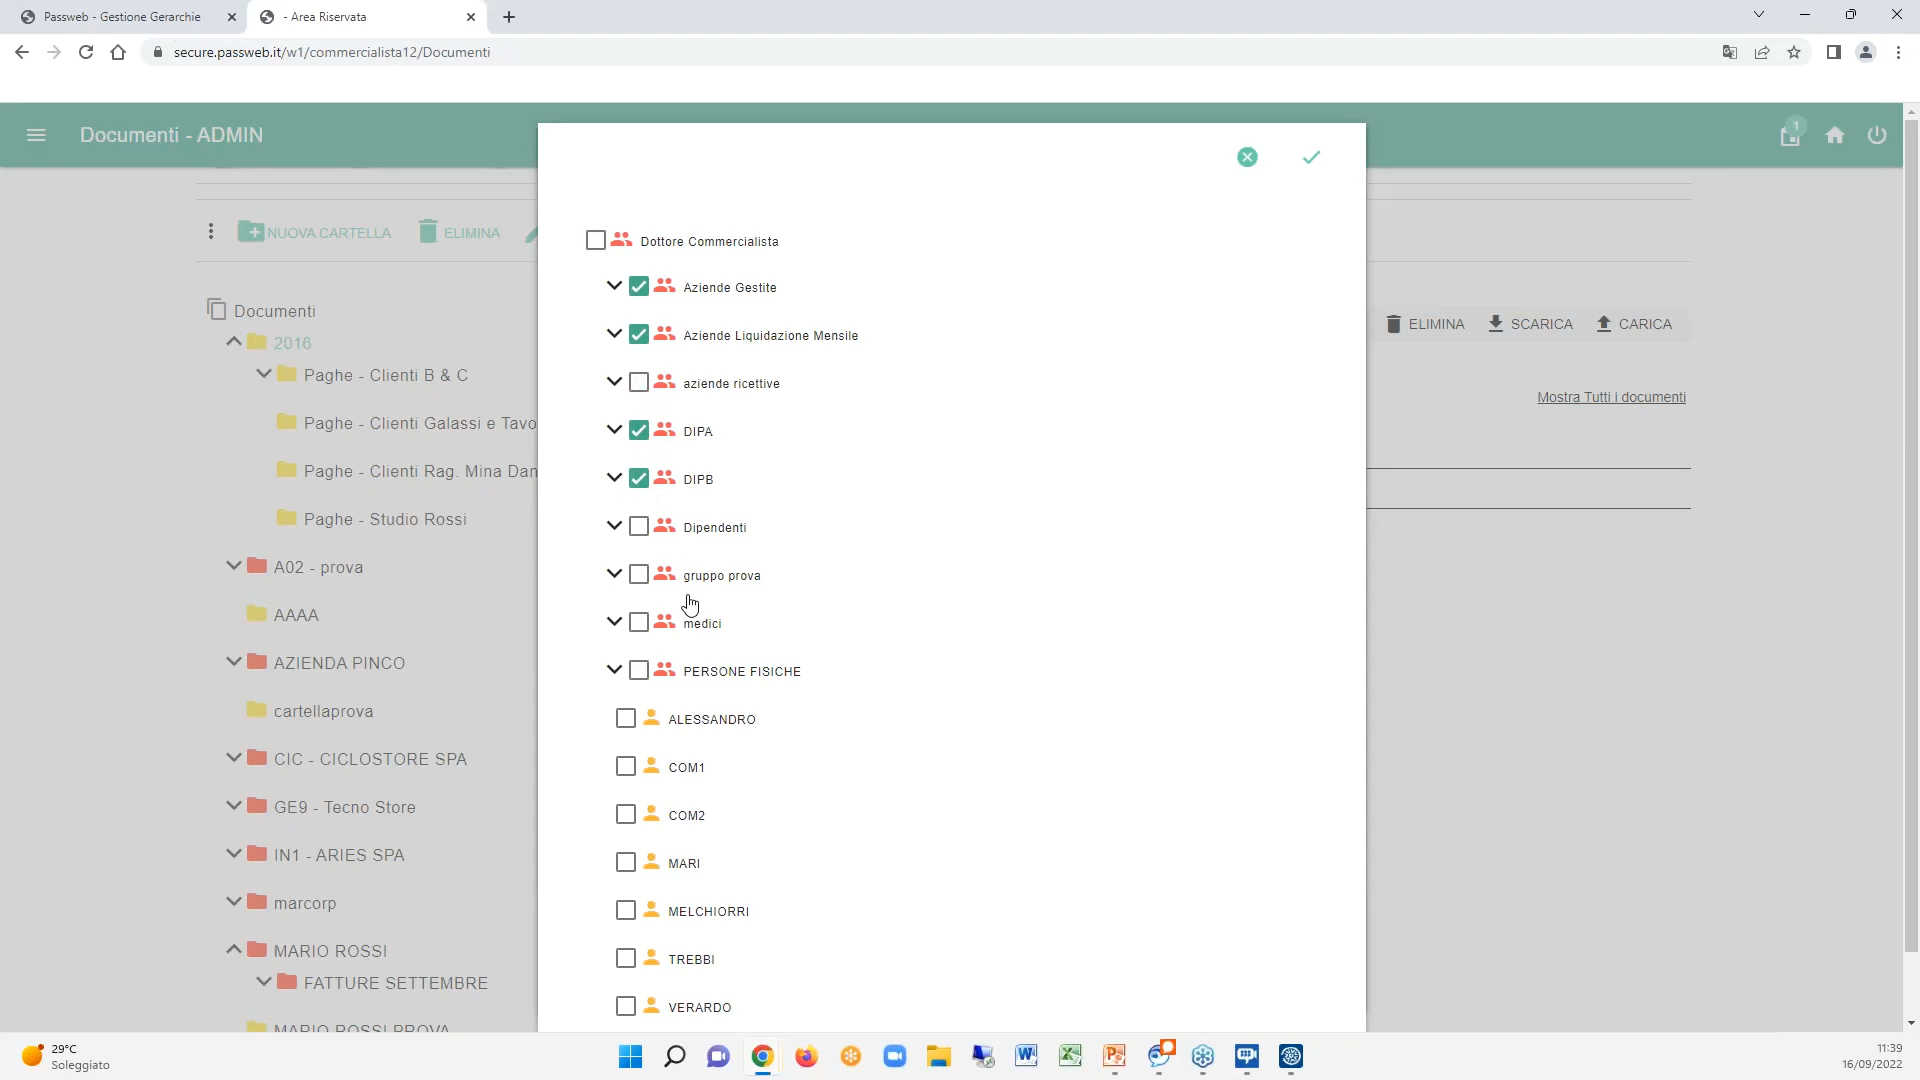 Passweb - Gestione Gerarchie
- Area Riservata
secure.passweb.it/w1/commercialista12/Documenti
Documenti - ADMIN
1
NUOVA CARTELLA
ELIMINA
Documenti
2016
Paghe - Clienti B & C
Paghe - Clienti Galassi e Tavo
Paghe - Clienti Rag. Mina Dan
Paghe - Studio Rossi
A02 - prova
AAAA
AZIENDA PINCO
cartellaprova
CIC - CICLOSTORE SPA
GE9 - Tecno Store
IN1 - ARIES SPA
marcorp
MARIO ROSSI
FATTURE SETTEMBRE
MARIO ROSSI PROVA
Dottore Commercialista
Aziende Gestite
Aziende Liquidazione Mensile
aziende ricettive
DIPA
DIPB
Dipendenti
gruppo prova
medici
PERSONE FISICHE
ALESSANDRO
COM1
COM2
MARI
MELCHIORRI
TREBBI
VERARDO
ELIMINA
SCARICA
CARICA
Mostra Tutti i documenti
29°C
Soleggiato
11:39
16/09/2022